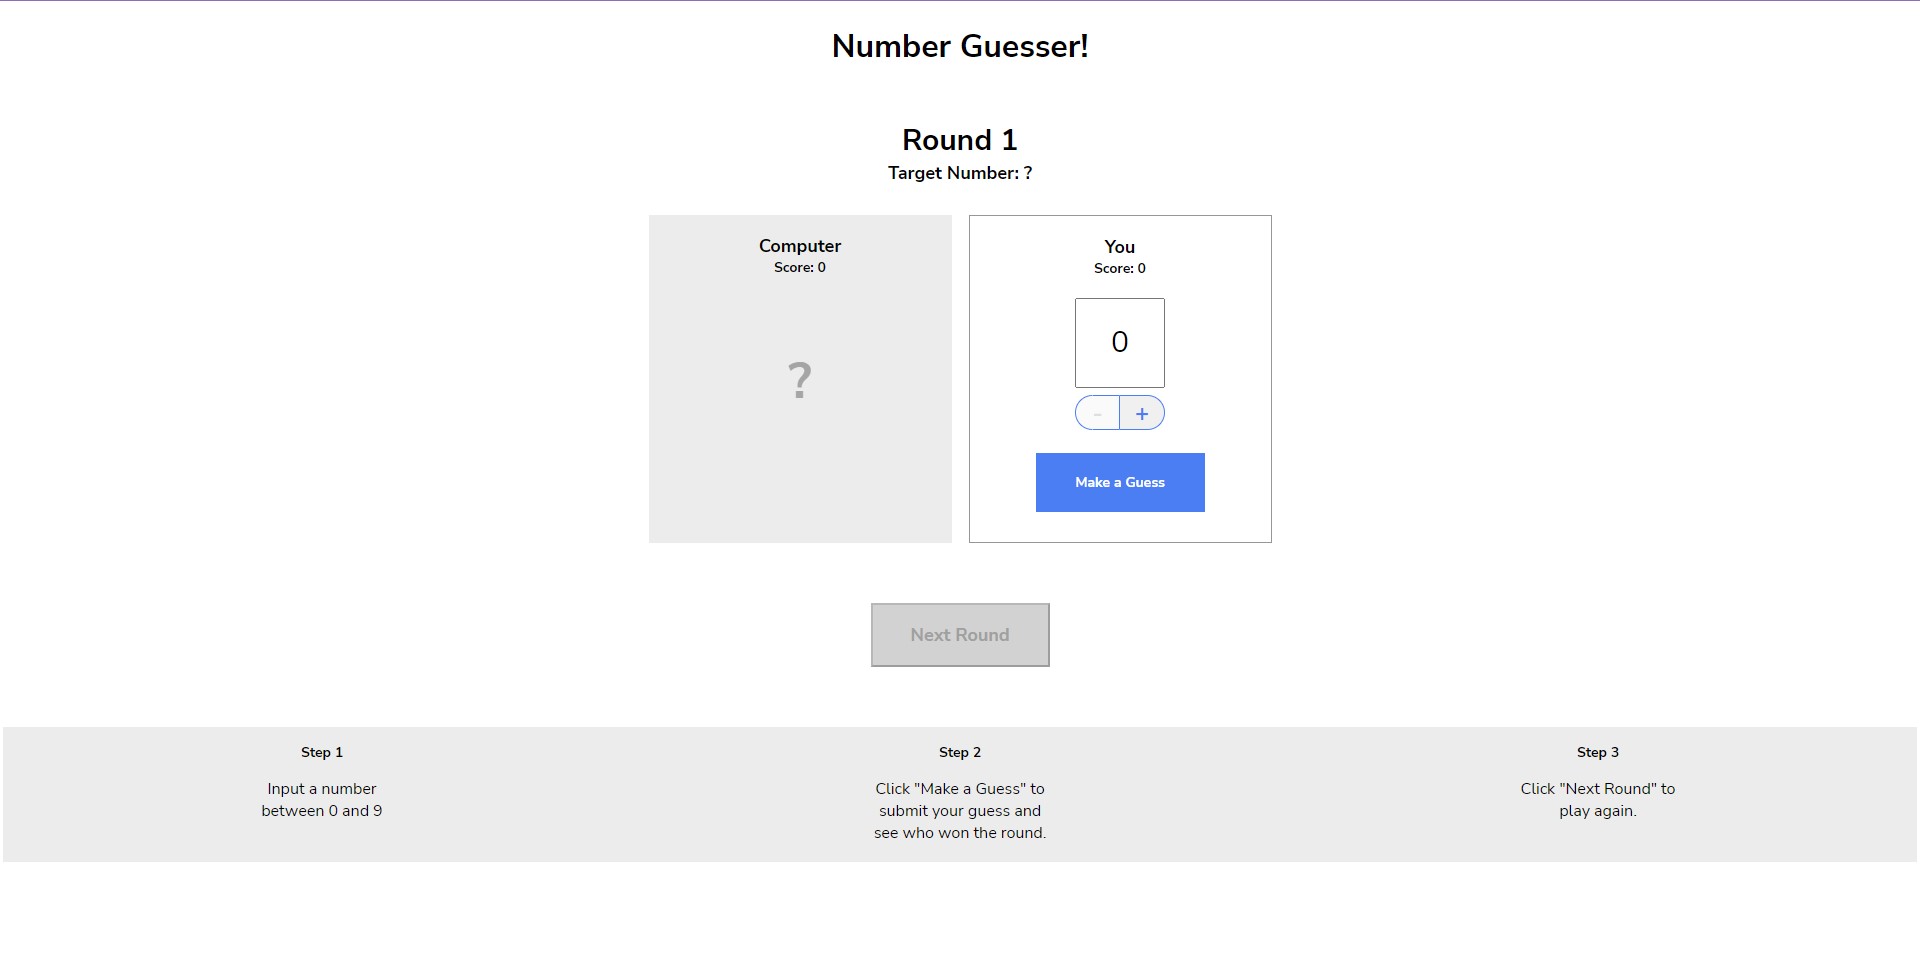 Number Guesser!
Round 1
Target Number: ?
Computer
Score: 0
?
You
Score: 0
0
- +
Make a Guess
Next Round
Step 1
Input a number
between 0 and 9
Step 2
Click "Make a Guess" to
submit your guess and
see who won the round.
Step 3
Click "Next Round" to
play again.